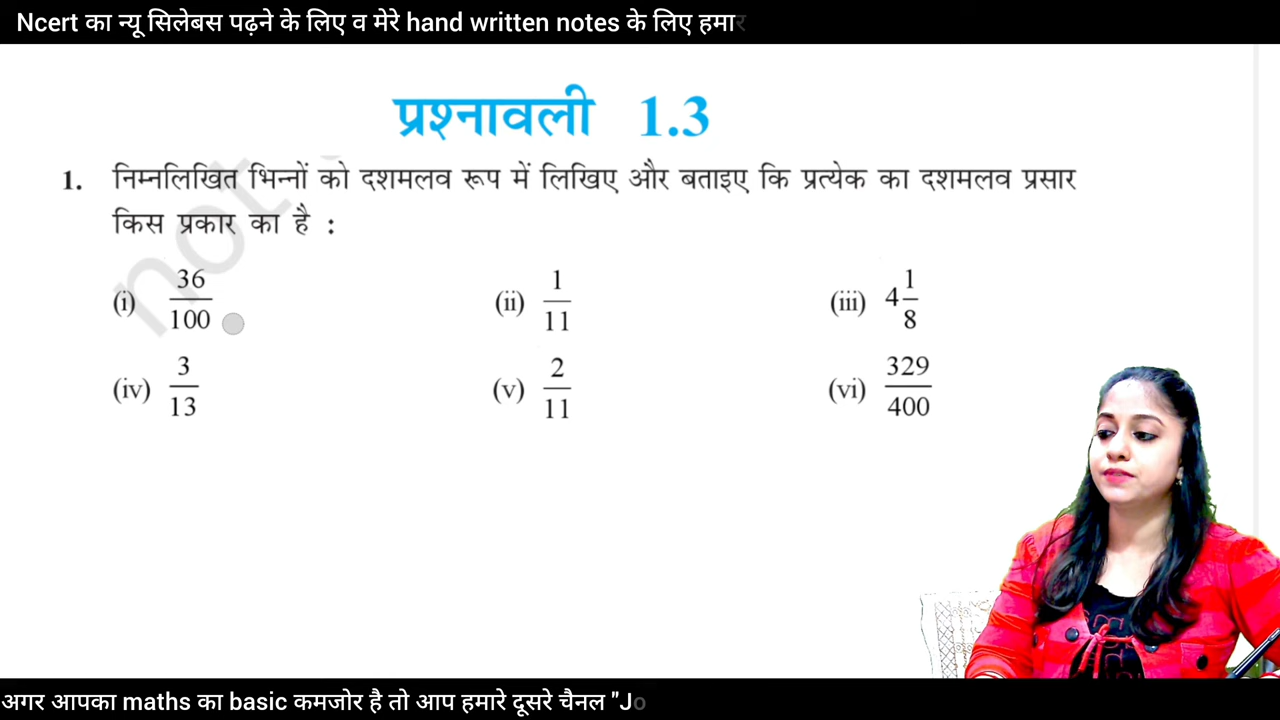 Ncert का न्यू सिलेबस पढ़ने के लिए व मेरे hand written notes के लिए हमार
प्रश्नावली 1.3
1. निम्नलिखित भिन्नों को दशमलव रूप में लिखिए और बताइए कि प्रत्येक का दशमलव प्रसार
किस प्रकार का है :
not
(i) 36/100 (ii) 1/11 (iii) 4 1/8
(iv) 3/13 (v) 2/11 (vi) 329/400
अगर आपका maths का basic कमजोर है तो आप हमारे दूसरे चैनल "Jo